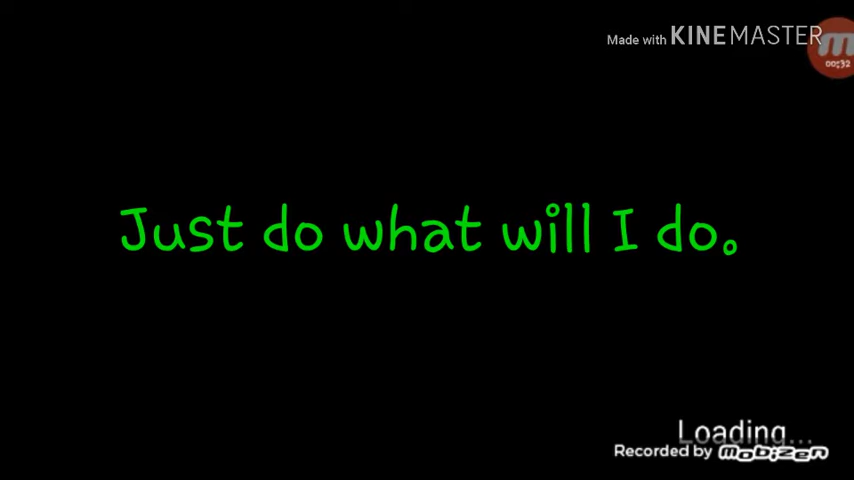 Made with KINEMASTER
00:32
Just do what will I do.
Loading...
Recorded by mobizen